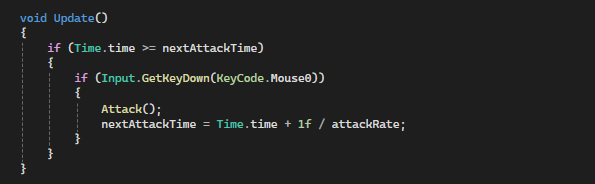 void Update()
{
if (Time.time >= nextAttackTime)
{
if (Input.GetKeyDown(KeyCode.Mouse0))
{
Attack();
nextAttackTime = Time.time + 1f / attackRate;
}
}
}